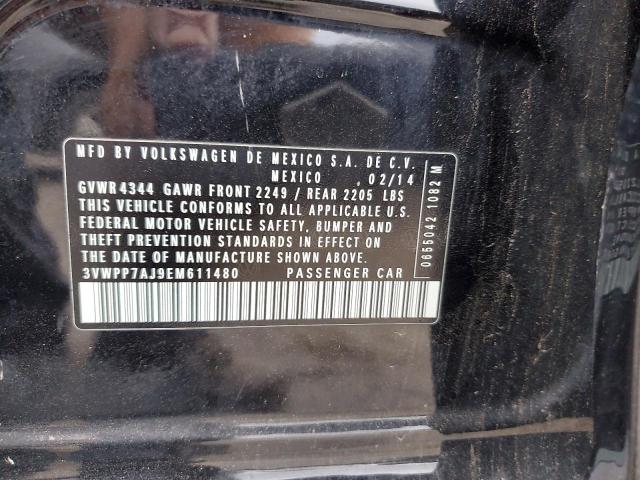 MFD BY VOLKSWAGEN DE MEXICO S.A. DE C.V.
MEXICO , 02/14
GVWR 4344 GAWR FRONT 2249 / REAR 2205 LBS
THIS VEHICLE CONFORMS TO ALL APPLICABLE U.S.
FEDERAL MOTOR VEHICLE SAFETY, BUMPER AND
THEFT PREVENTION STANDARDS IN EFFECT ON
THE DATE OF MANUFACTURE SHOWN ABOVE.
3VWPP7AJ9EM611480 PASSENGER CAR
0655042 1082 M